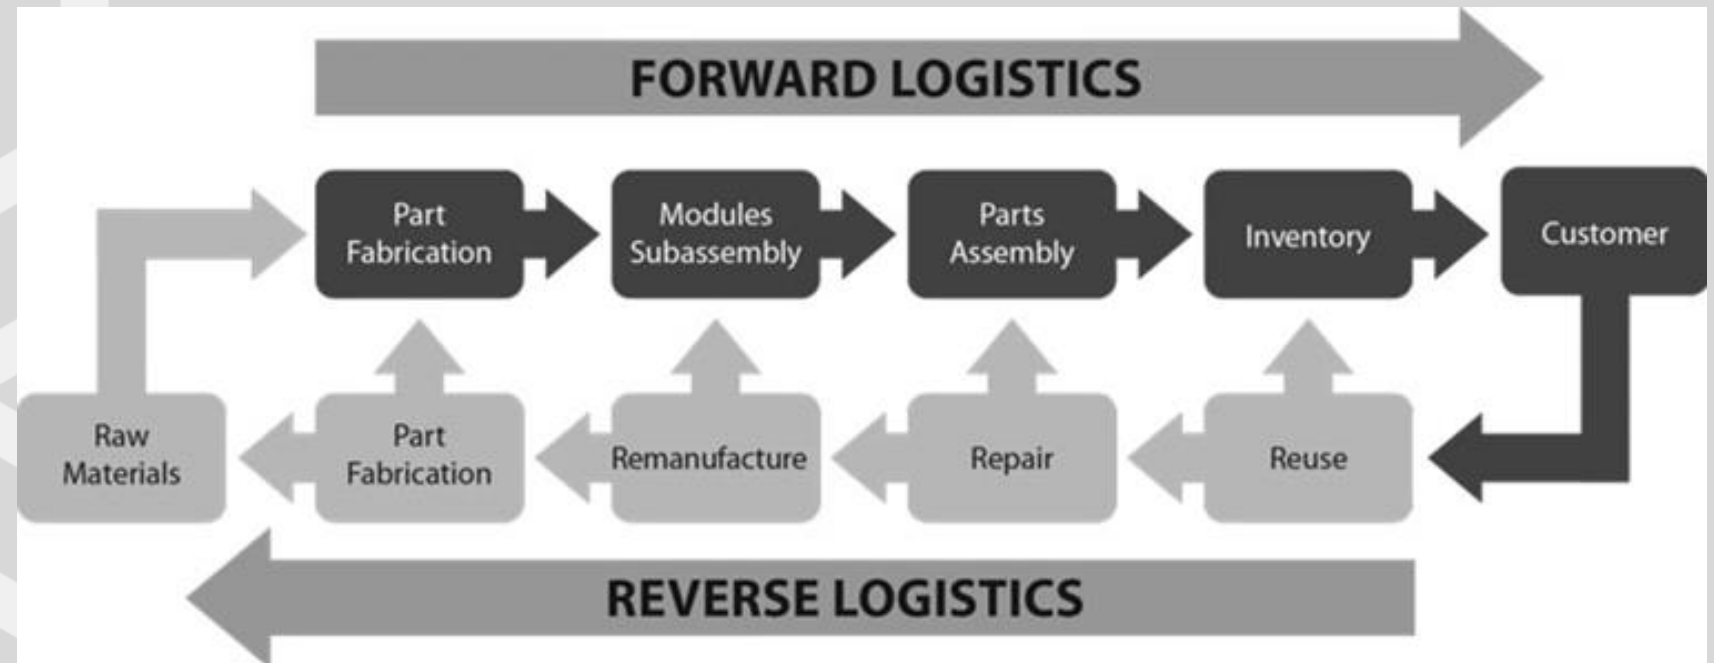 FORWARD LOGISTICS
Part
Fabrication
Modules
Subassembly
Parts
Assembly
Inventory
Customer
Raw
Materials
Part
Fabrication
Remanufacture
Repair
Reuse
REVERSE LOGISTICS